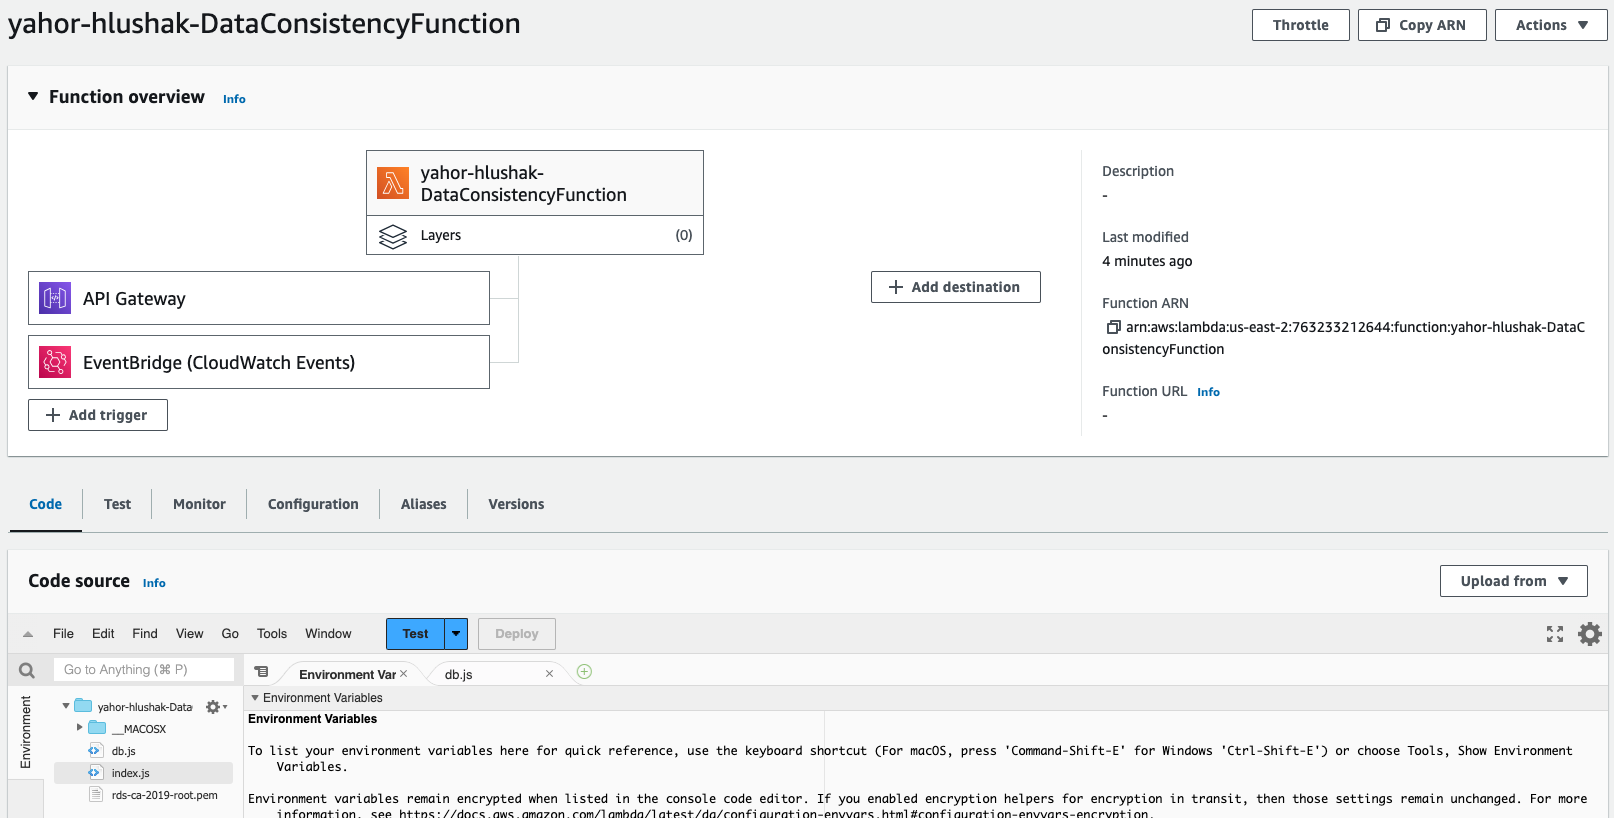 yahor-hlushak-DataConsistencyFunction
Throttle
Copy ARN
Actions
Function overview Info
yahor-hlushak-
DataConsistencyFunction
Layers (0)
API Gateway
EventBridge (CloudWatch Events)
+ Add trigger
+ Add destination
Description
-
Last modified
4 minutes ago
Function ARN
arn:aws:lambda:us-east-2:763233212644:function:yahor-hlushak-DataC
onsistencyFunction
Function URL Info
-
Code
Test
Monitor
Configuration
Aliases
Versions
Code source Info
Upload from
File Edit Find View Go Tools Window
Test
Deploy
Go to Anything (⌘ P)
Environment
yahor-hlushak-Data
__MACOSX
db.js
index.js
rds-ca-2019-root.pem
Environment Var ×
db.js ×
Environment Variables
Environment Variables
To list your environment variables here for quick reference, use the keyboard shortcut (For macOS, press 'Command-Shift-E' for Windows 'Ctrl-Shift-E') or choose Tools, Show Environment
Variables.
Environment variables remain encrypted when listed in the console code editor. If you enabled encryption helpers for encryption in transit, then those settings remain unchanged. For more
information, see https://docs.aws.amazon.com/lambda/latest/dg/configuration-envvars.html#configuration-envvars-encryption.